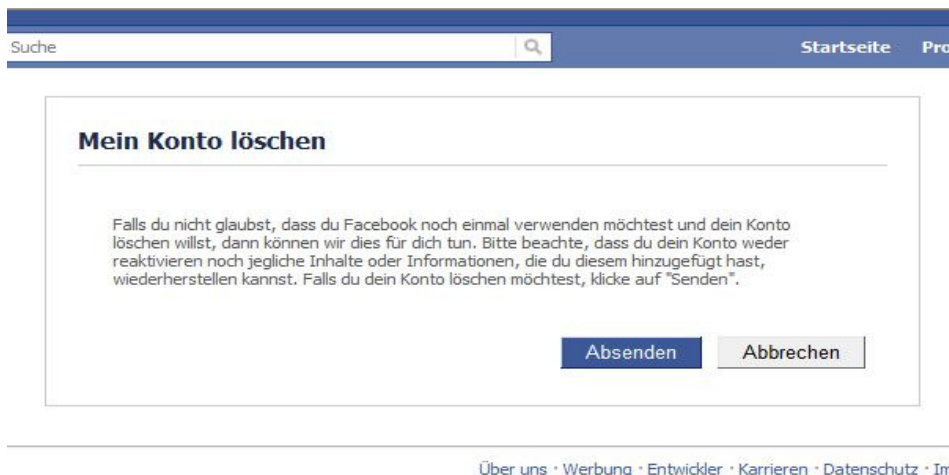 Suche
Startseite Pro
Mein Konto löschen
Falls du nicht glaubst, dass du Facebook noch einmal verwenden möchtest und dein Konto
löschen willst, dann können wir dies für dich tun. Bitte beachte, dass du dein Konto weder
reaktivieren noch jegliche Inhalte oder Informationen, die du diesem hinzugefügt hast,
wiederherstellen kannst. Falls du dein Konto löschen möchtest, klicke auf "Senden".
Absenden Abbrechen
Über uns · Werbung · Entwickler · Karrieren · Datenschutz · Im